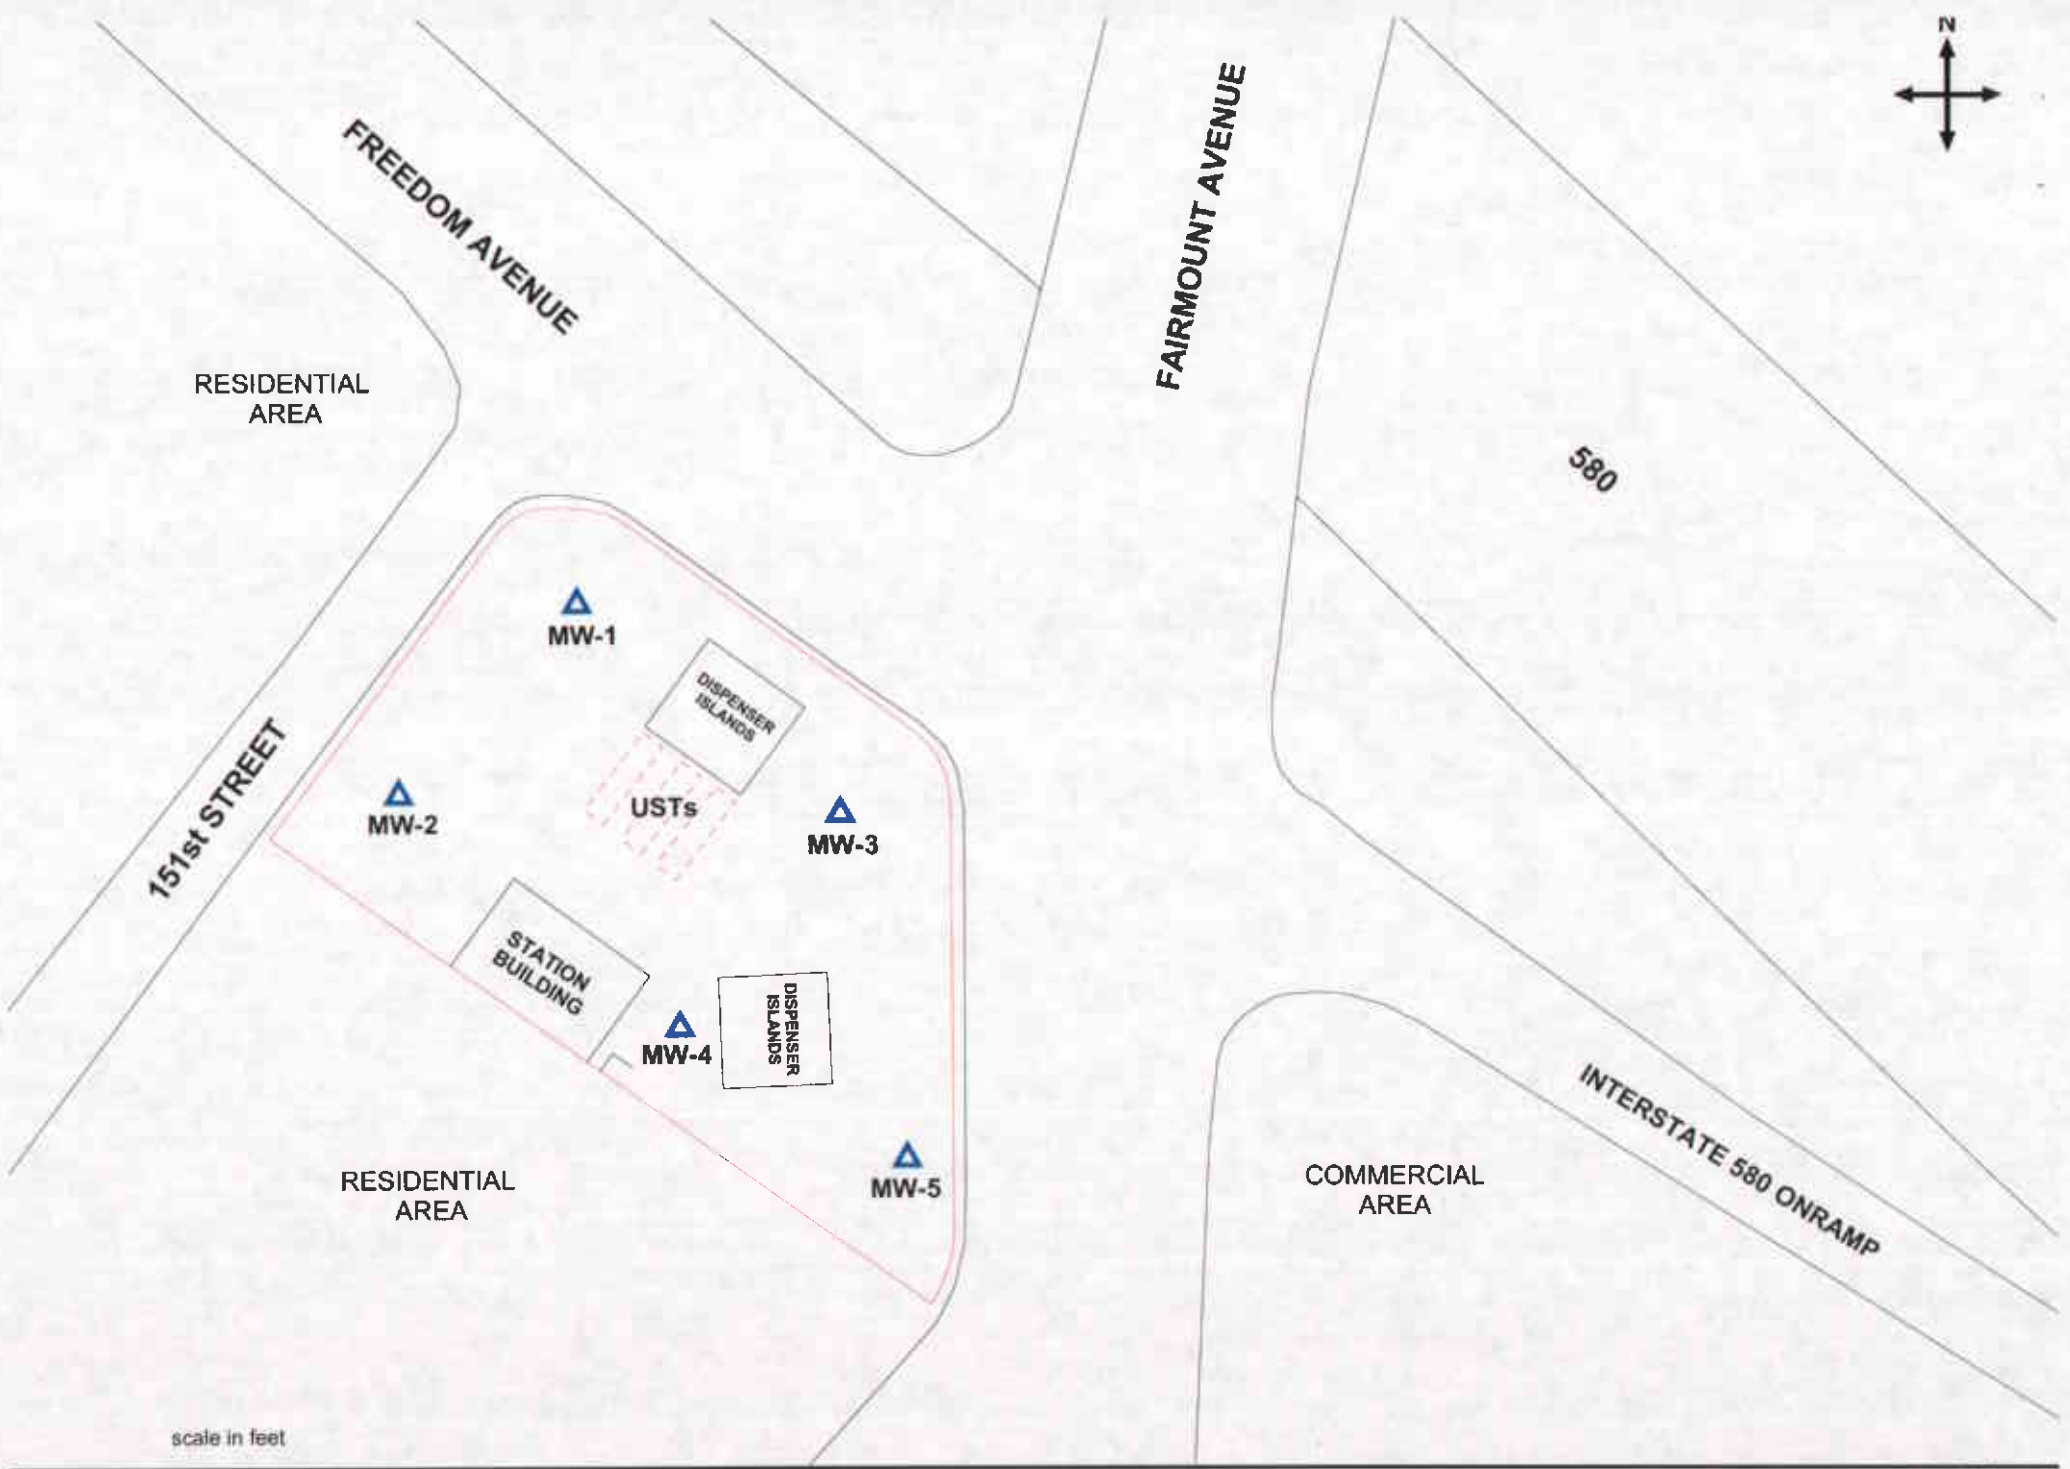 N
FREEDOM AVENUE
FAIRMOUNT AVENUE
RESIDENTIAL
AREA
580
MW-1
DISPENSER
ISLANDS
151st STREET
MW-2
USTs
MW-3
STATION
BUILDING
DISPENSER
ISLANDS
MW-4
INTERSTATE 580 ONRAMP
RESIDENTIAL
AREA
MW-5
COMMERCIAL
AREA
scale in feet